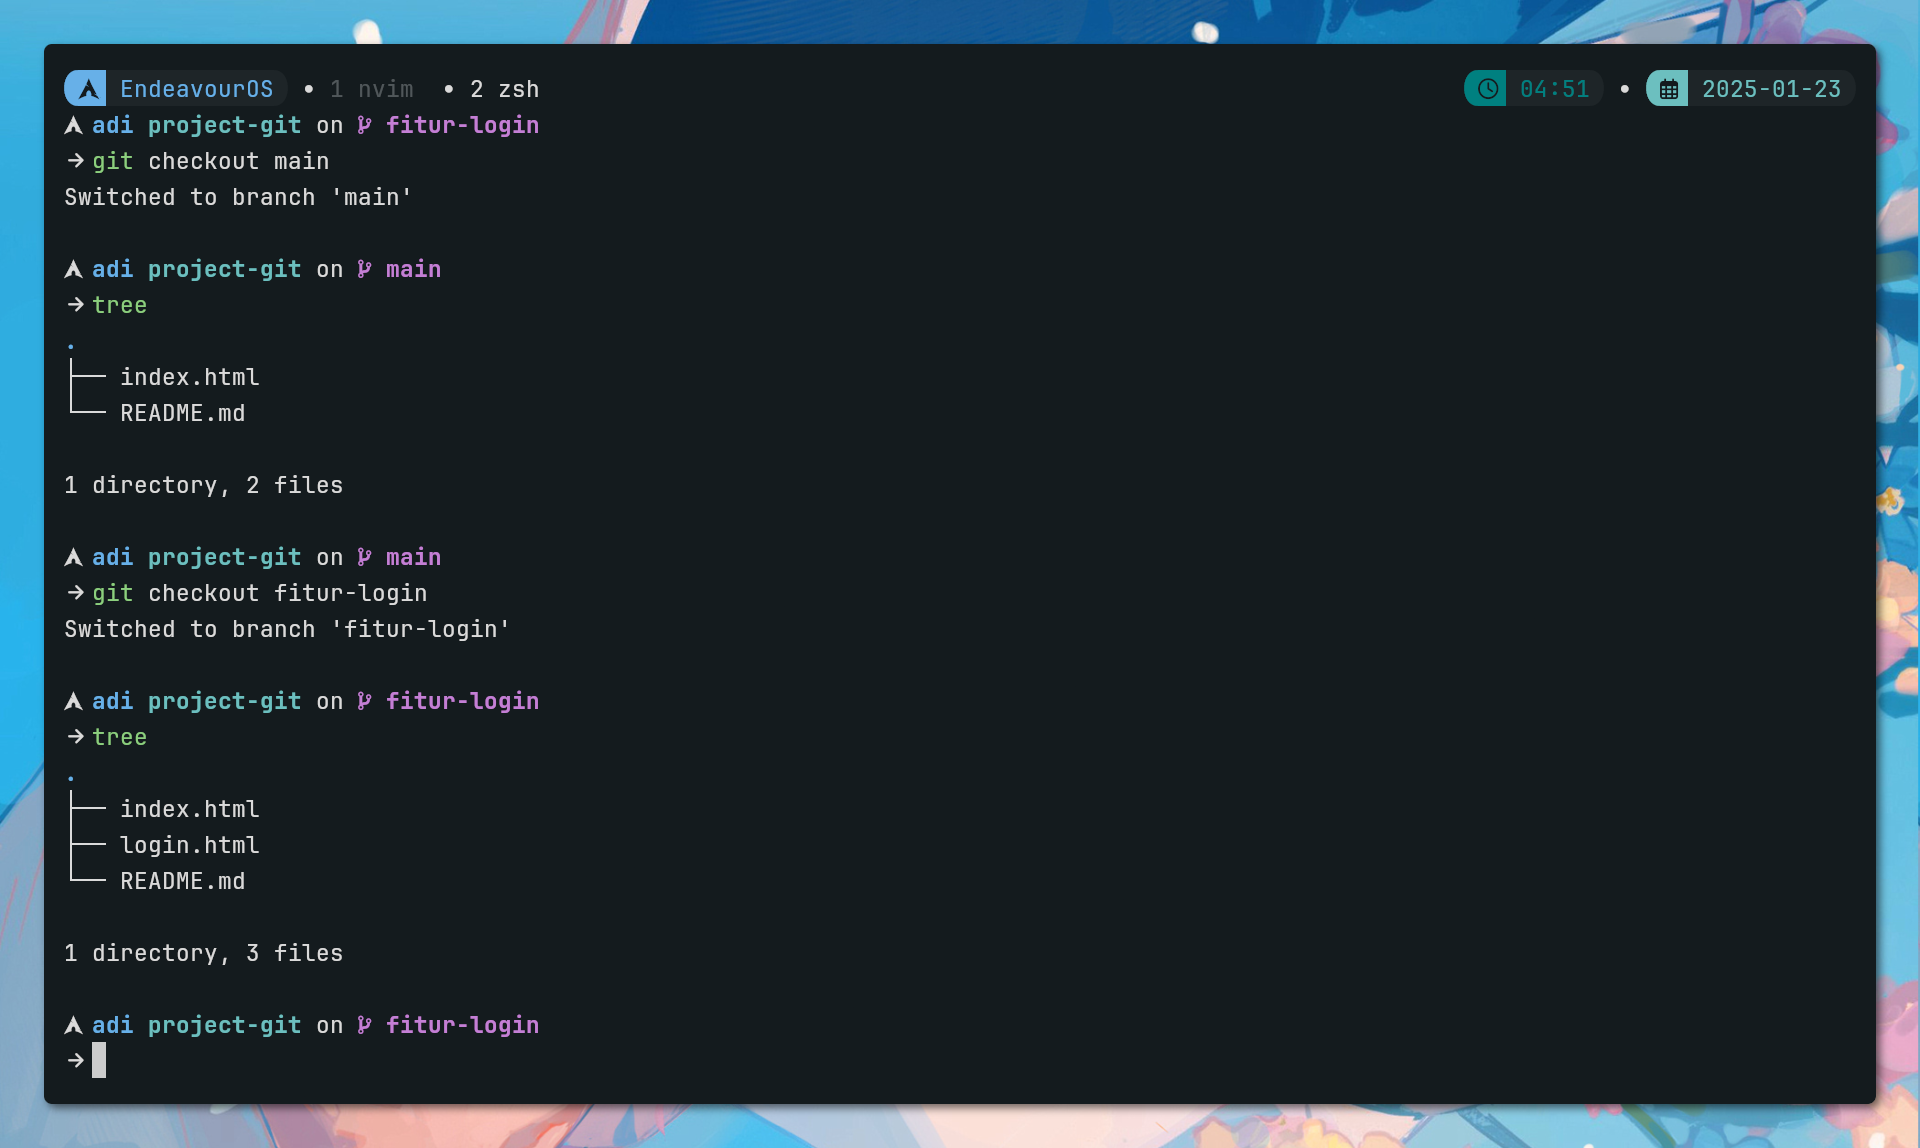 EndeavourOS • 1 nvim • 2 zsh 04:51 • 2025-01-23
adi project-git on fitur-login
→ git checkout main
Switched to branch 'main'
adi project-git on main
→ tree
.
├── index.html
└── README.md
1 directory, 2 files
adi project-git on main
→ git checkout fitur-login
Switched to branch 'fitur-login'
adi project-git on fitur-login
→ tree
.
├── index.html
├── login.html
└── README.md
1 directory, 3 files
adi project-git on fitur-login
→